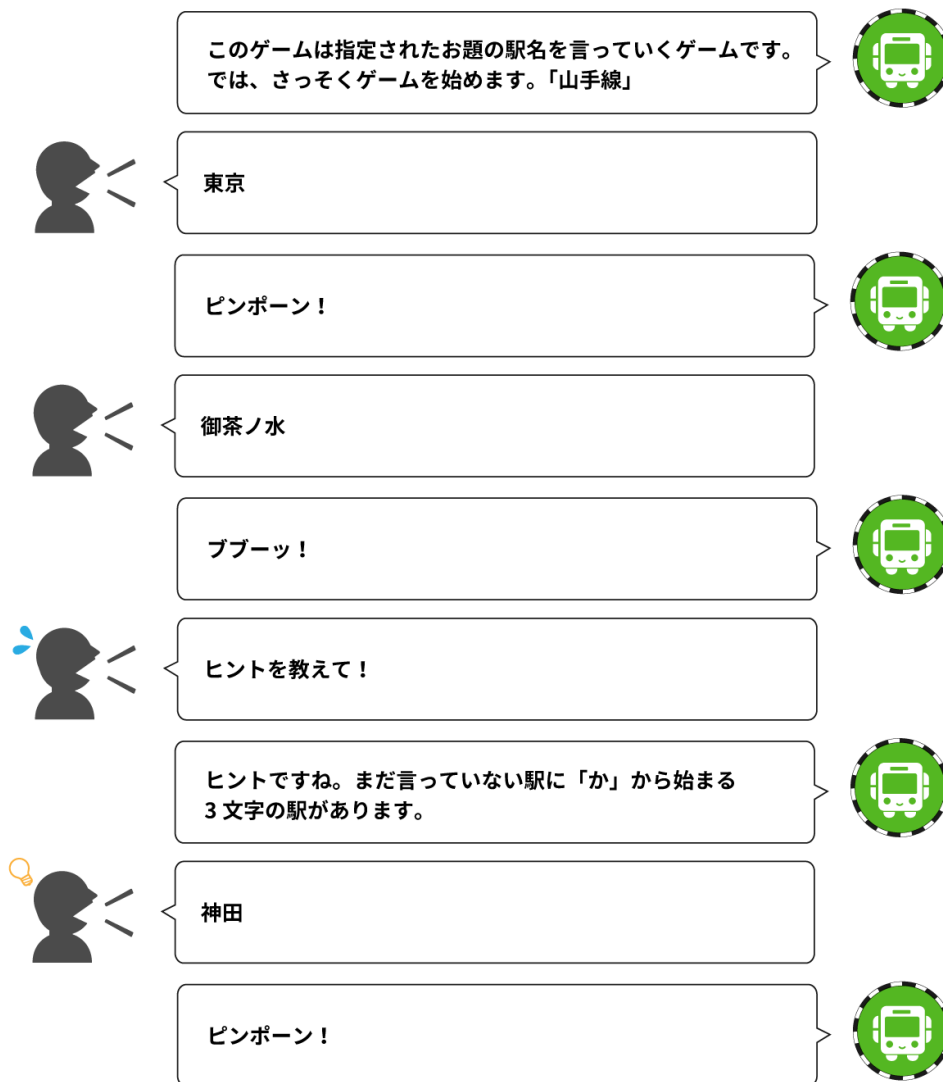 このゲームは指定されたお題の駅名を言っていくゲームです。
では、さっそくゲームを始めます。「山手線」
東京
ピンポーン！
御茶ノ水
ブブーッ！
ヒントを教えて！
ヒントですね。まだ言っていない駅に「か」から始まる
3 文字の駅があります。
神田
ピンポーン！